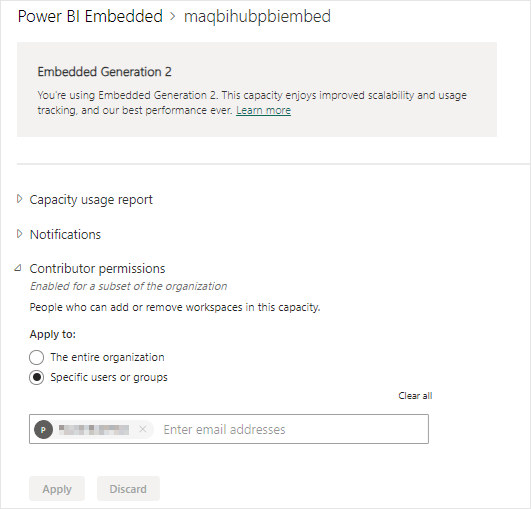 Power BI Embedded > maqbihubpbiembed
Embedded Generation 2
You're using Embedded Generation 2. This capacity enjoys improved scalability and usage
tracking, and our best performance ever. Learn more
Capacity usage report
Notifications
Contributor permissions
Enabled for a subset of the organization
People who can add or remove workspaces in this capacity.
Apply to:
The entire organization
Specific users or groups
Clear all
P × Enter email addresses
Apply Discard